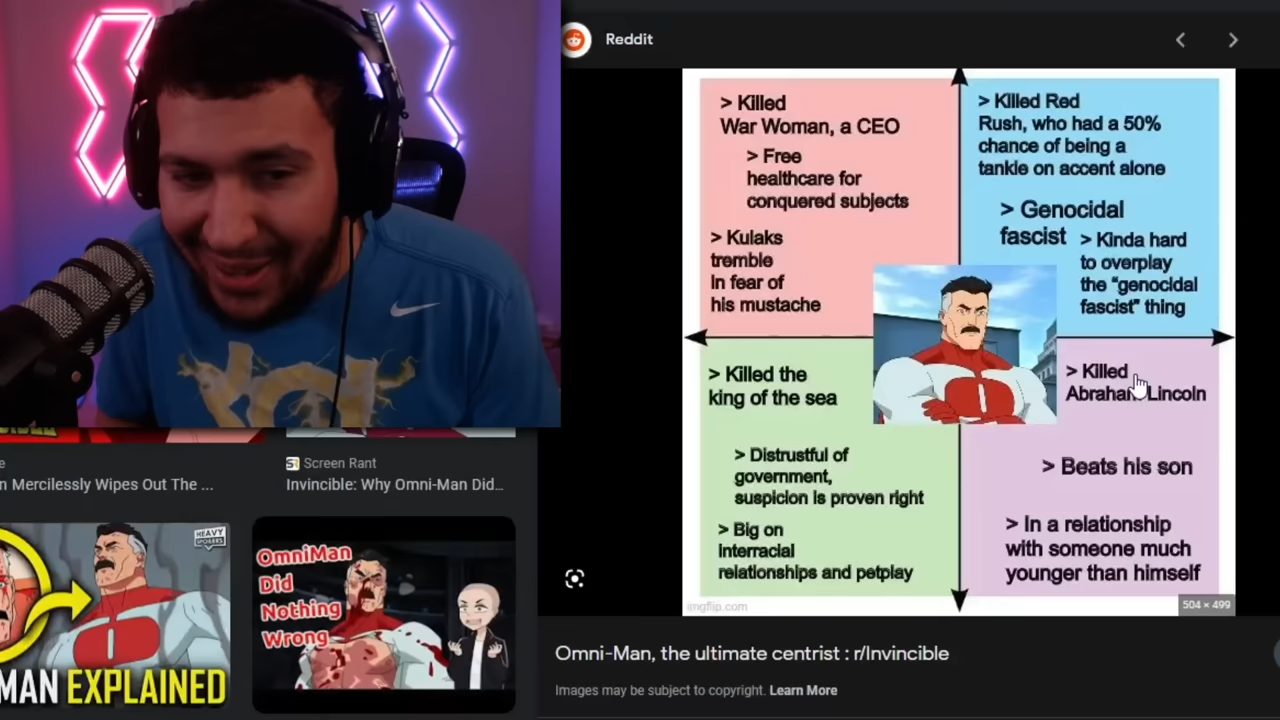 Reddit
> Killed
War Woman, a CEO
> Free
healthcare for
conquered subjects
> Kulaks
tremble
in fear of
his mustache
> Killed Red
Rush, who had a 50%
chance of being a
tankie on accent alone
> Genocidal
fascist
> Kinda hard
to overplay
the "genocidal
fascist" thing
> Killed the
king of the sea
> Distrustful of
government,
suspicion is proven right
> Big on
interracial
relationships and petplay
> Killed
Abraham Lincoln
> Beats his son
> In a relationship
with someone much
younger than himself
imgflip.com
504 × 499
Omni-Man, the ultimate centrist : r/Invincible
Images may be subject to copyright. Learn More
e
n Mercilessly Wipes Out The ...
SR Screen Rant
Invincible: Why Omni-Man Did...
HEAVY
SPOILERS
MAN EXPLAINED
OmniMan
Did
Nothing
Wrong
RØDE